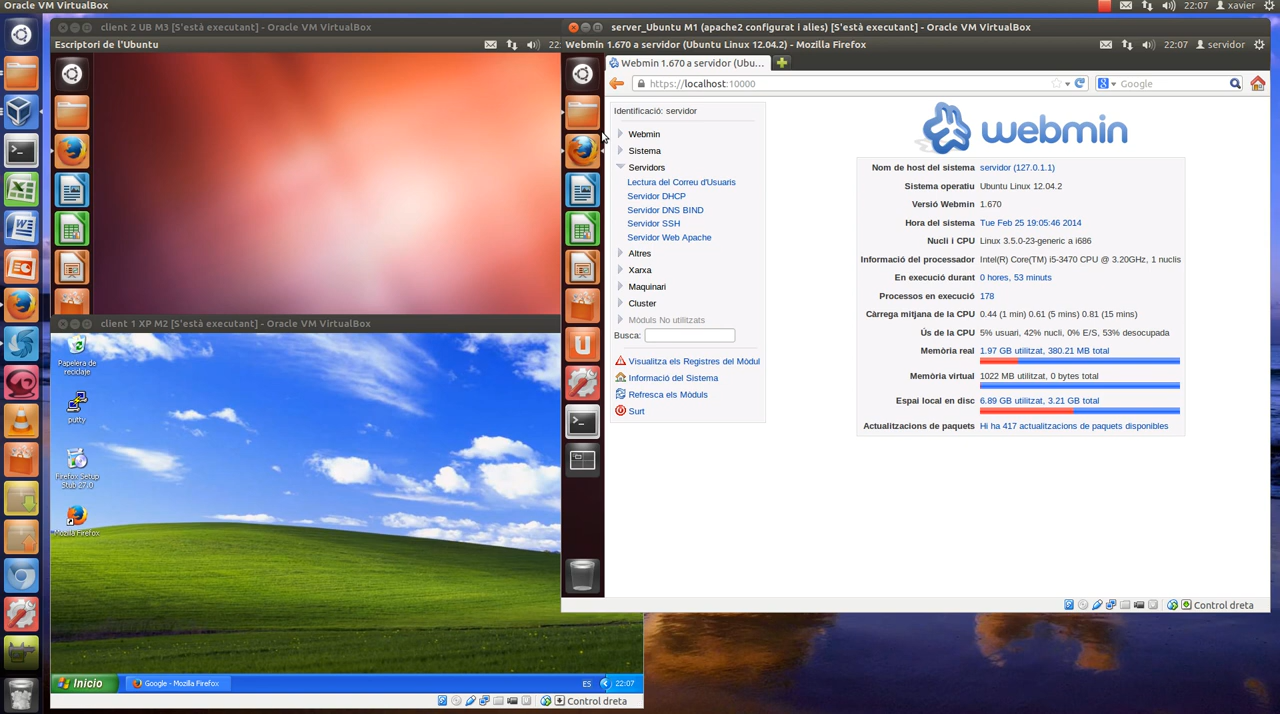 Oracle VM VirtualBox
22:07 xavier
client 2 UB M3 [S'està executant] - Oracle VM VirtualBox
Escriptori de l'Ubuntu
22:
server_Ubuntu M1 (apache2 configurat i alies) [S'està executant] - Oracle VM VirtualBox
Webmin 1.670 a servidor (Ubuntu Linux 12.04.2) - Mozilla Firefox
22:07 servidor
Webmin 1.670 a servidor (Ubu...
https://localhost:10000
Google
Identificació: servidor
Webmin
Sistema
Servidors
Lectura del Correu d'Usuaris
Servidor DHCP
Servidor DNS BIND
Servidor SSH
Servidor Web Apache
Altres
Xarxa
Maquinari
Cluster
Mòduls No utilitzats
Busca:
Visualitza els Registres del Mòdul
Informació del Sistema
Refresca els Mòduls
Surt
webmin
Nom de host del sistema servidor (127.0.1.1)
Sistema operatiu Ubuntu Linux 12.04.2
Versió Webmin 1.670
Hora del sistema Tue Feb 25 19:05:46 2014
Nucli i CPU Linux 3.5.0-23-generic a i686
Informació del processador Intel(R) Core(TM) i5-3470 CPU @ 3.20GHz, 1 nuclis
En execució durant 0 hores, 53 minuts
Processos en execució 178
Càrrega mitjana de la CPU 0.44 (1 min) 0.61 (5 mins) 0.81 (15 mins)
Ús de la CPU 5% usuari, 42% nucli, 0% E/S, 53% desocupada
Memòria real 1.97 GB utilitzat, 380.21 MB total
Memòria virtual 1022 MB utilitzat, 0 bytes total
Espai local en disc 6.89 GB utilitzat, 3.21 GB total
Actualitzacions de paquets Hi ha 417 actualitzacions de paquets disponibles
Control dreta
client 1 XP M2 [S'està executant] - Oracle VM VirtualBox
Papelera de
reciclaje
putty
Firefox Setup
Stub 27.0
Mozilla Firefox
Inicio
Google - Mozilla Firefox
ES
22:07
Control dreta